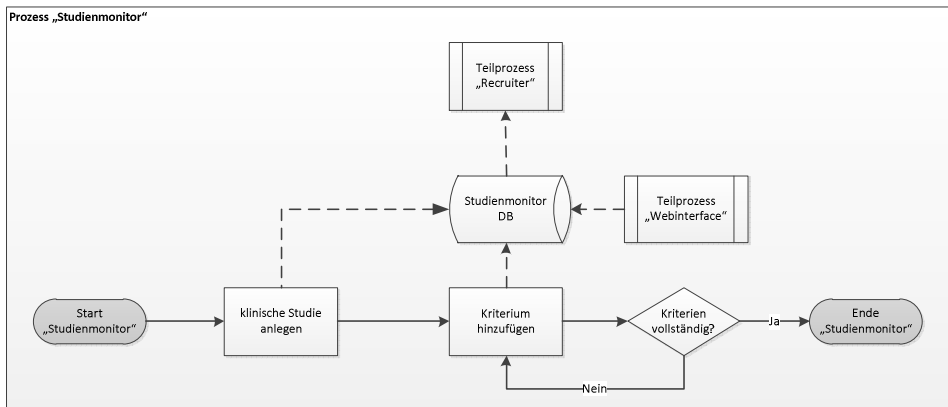 Prozess „Studienmonitor“
Teilprozess
„Recruiter“
Studienmonitor
DB
Teilprozess
„Webinterface“
Start
„Studienmonitor“
klinische Studie
anlegen
Kriterium
hinzufügen
Kriterien
vollständig?
Ja
Ende
„Studienmonitor“
Nein